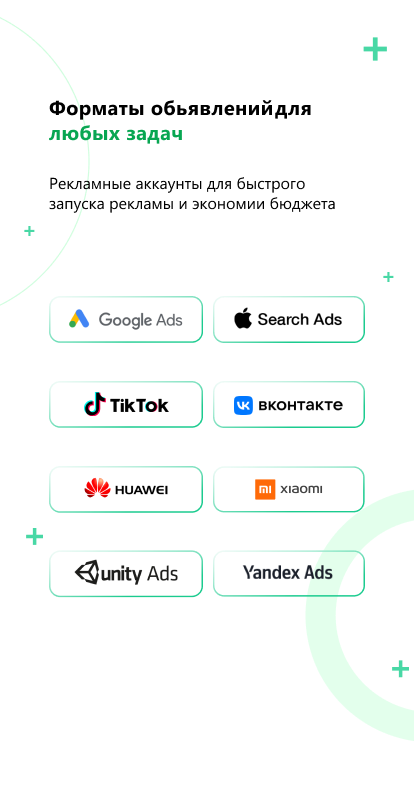 Форматы обьявленийдля
любых задач
Рекламные аккаунты для быстрого
запуска рекламы и экономии бюджета
Google Ads
Search Ads
TikTok
вконтакте
HUAWEI
xiaomi
unity Ads
Yandex Ads